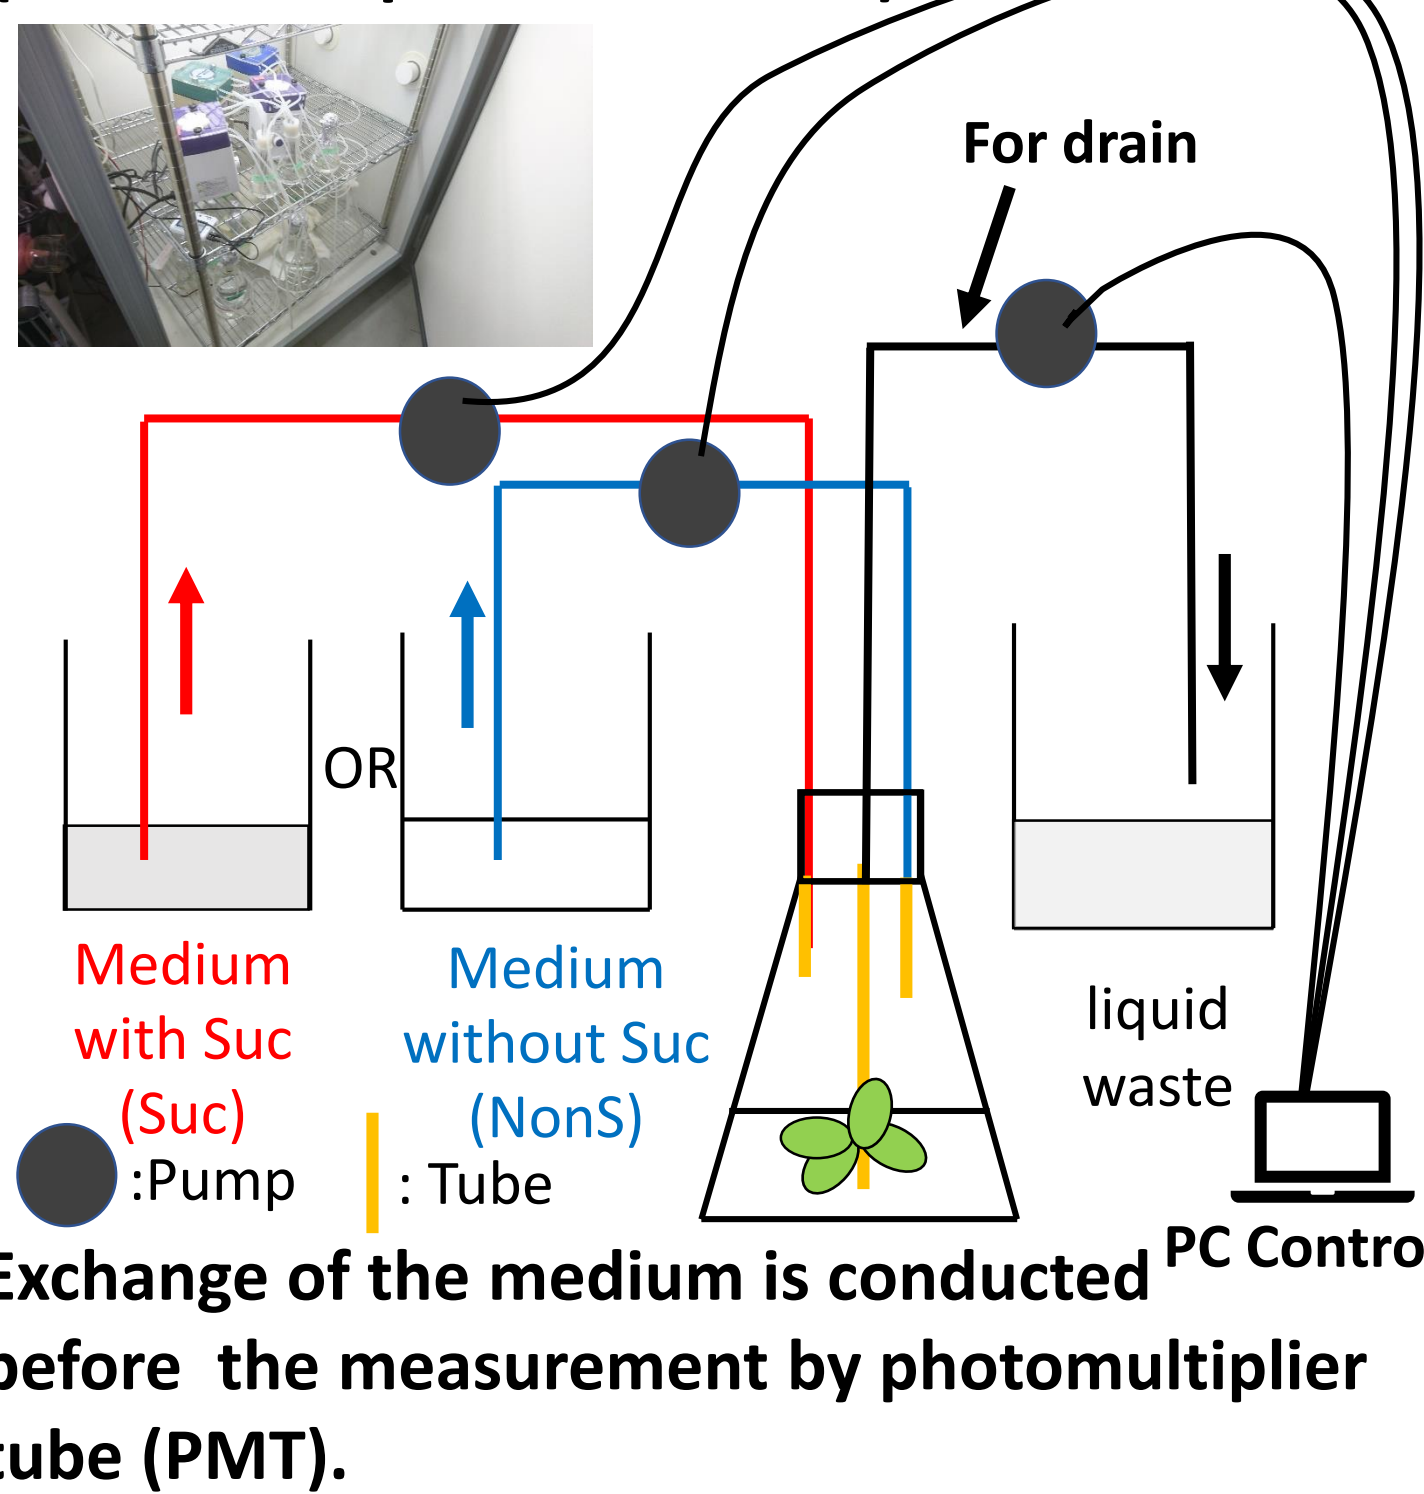 For drain
OR
Medium
with Suc
(Suc)
Medium
without Suc
(NonS)
liquid
waste
:Pump
: Tube
PC Contro
Exchange of the medium is conducted
before the measurement by photomultiplier
tube (PMT).